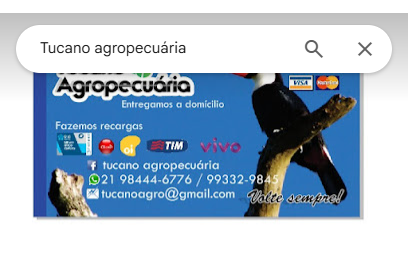 Tucano agropecuária
Agropecuária
Entregamos a domicílio
VISA
Fazemos recargas
oi TIM vivo
tucano agropecuária
21 98444-6776 / 99332-9845
tucanoagro@gmail.com
Volte sempre!